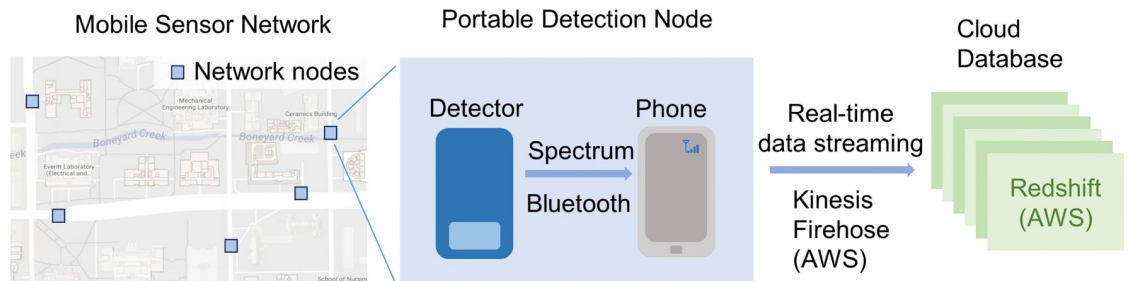 Mobile Sensor Network
Network nodes
Mechanical
Engineering Laboratory
Ceramics Building
Boneyard Creek
Boneyard Creek
eek
Everitt Laboratory
(Electrical and...
School of Nursing
Portable Detection Node
Detector
Phone
Spectrum
Bluetooth
Real-time
data streaming
Kinesis
Firehose
(AWS)
Cloud
Database
Redshift
(AWS)